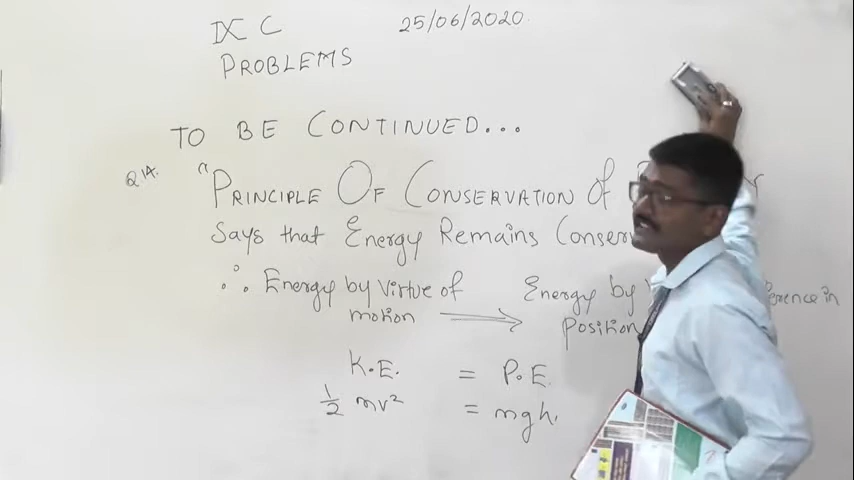 IX C 25/06/2020.
PROBLEMS
TO BE CONTINUED...
Q 14. "PRINCIPLE OF CONSERVATION Of
Says that Energy Remains
∴ Energy by Virtue of Energy by
motion ⟶ position
K.E. = P.E.
1/2 mv² = mgh